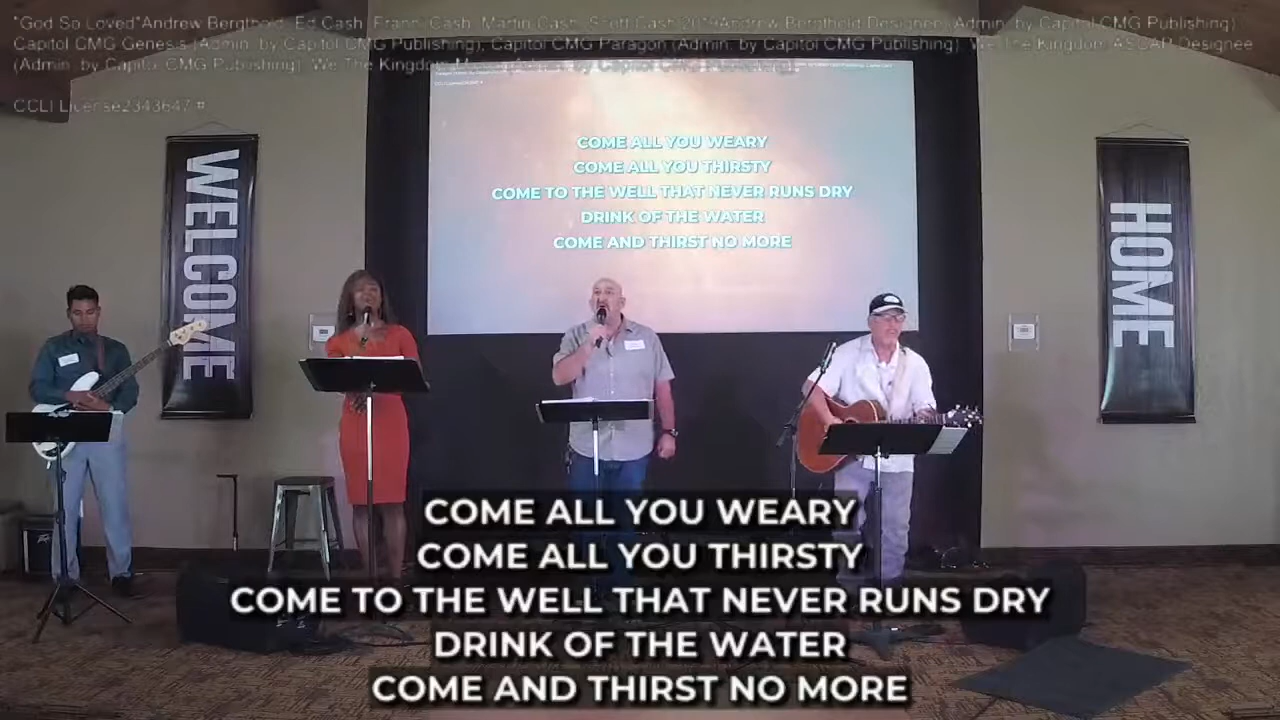 "God So Loved"Andrew Bergthold, Ed Cash, Franni Cash, Martin Cash, Scott Cash2019Andrew Bergthold Designee (Admin. by Capitol CMG Publishing)
Capitol CMG Genesis (Admin. by Capitol CMG Publishing), Capitol CMG Paragon (Admin. by Capitol CMG Publishing), We The Kingdom ASCAP Designee
(Admin. by Capitol CMG Publishing), We The Kingdom
CCLI License2343647 #
COME ALL YOU WEARY
COME ALL YOU THIRSTY
COME TO THE WELL THAT NEVER RUNS DRY
DRINK OF THE WATER
COME AND THIRST NO MORE
WELCOME
HOME
COME ALL YOU WEARY
COME ALL YOU THIRSTY
COME TO THE WELL THAT NEVER RUNS DRY
DRINK OF THE WATER
COME AND THIRST NO MORE